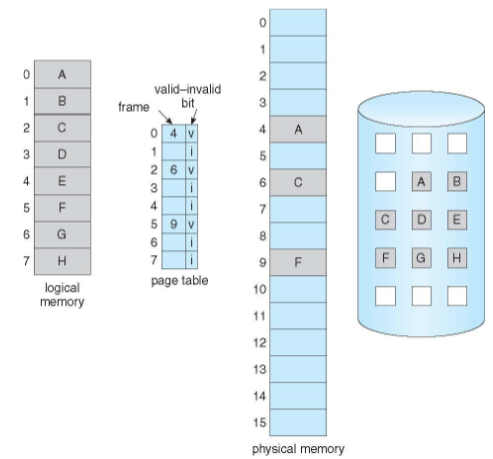 0 A
1 B
2 C
3 D
4 E
5 F
6 G
7 H
logical
memory
valid–invalid
bit
frame
0 4 v
1 i
2 6 v
3 i
4 i
5 9 v
6 i
7 i
page table
0
1
2
3
4 A
5
6 C
7
8
9 F
10
11
12
13
14
15
physical memory
A B
C D E
F G H